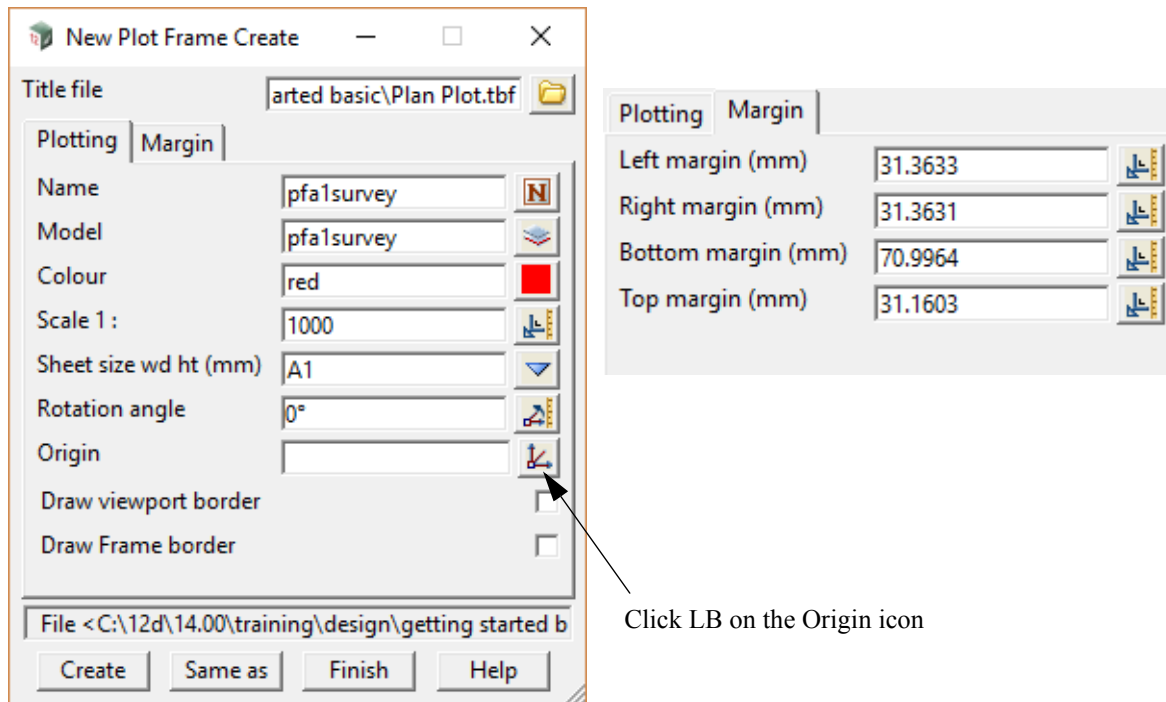 New Plot Frame Create
Title file arted basic\Plan Plot.tbf
Plotting Margin
Name pfa1survey N
Model pfa1survey
Colour red
Scale 1 : 1000
Sheet size wd ht (mm) A1
Rotation angle 0°
Origin
Draw viewport border
Draw Frame border
File <C:\12d\14.00\training\design\getting started b
Create Same as Finish Help
Plotting Margin
Left margin (mm) 31.3633
Right margin (mm) 31.3631
Bottom margin (mm) 70.9964
Top margin (mm) 31.1603
Click LB on the Origin icon